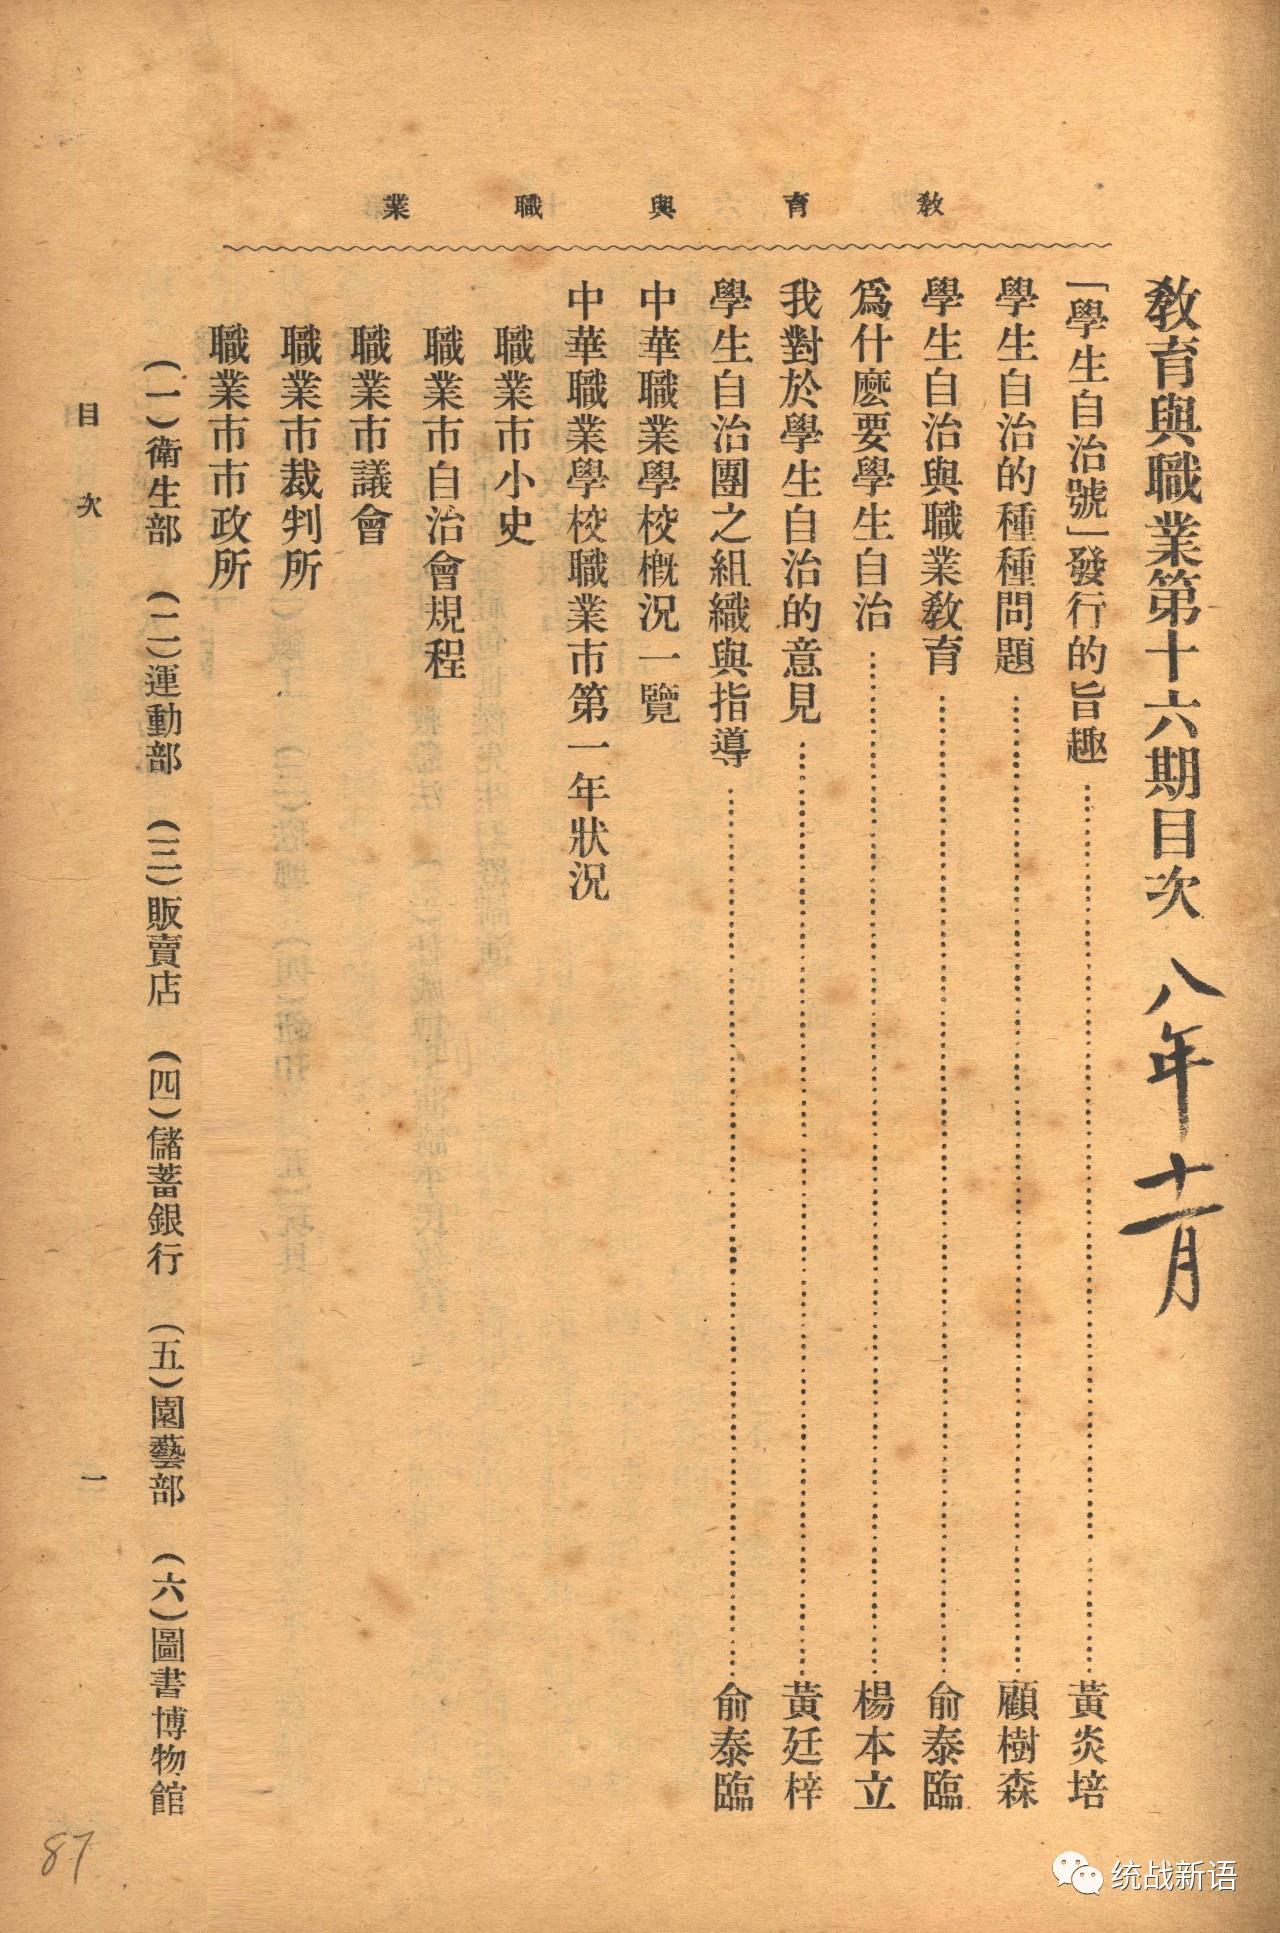 教育與職業
教育與職業第十六期目次 八年十一月
「學生自治號」發行的旨趣……黃炎培
學生自治的種種問題……顧樹森
學生自治與職業教育……俞泰臨
爲什麽要學生自治……楊本立
我對於學生自治的意見……黃廷梓
學生自治團之組織與指導……俞泰臨
中華職業學校概況一覽
中華職業學校職業市第一年狀況
職業市小史
職業市自治會規程
職業市議會
職業市裁判所
職業市市政所
(一)衛生部 (二)運動部 (三)販賣店 (四)儲蓄銀行 (五)園藝部 (六)圖書博物館
目次 一
87
统战新语